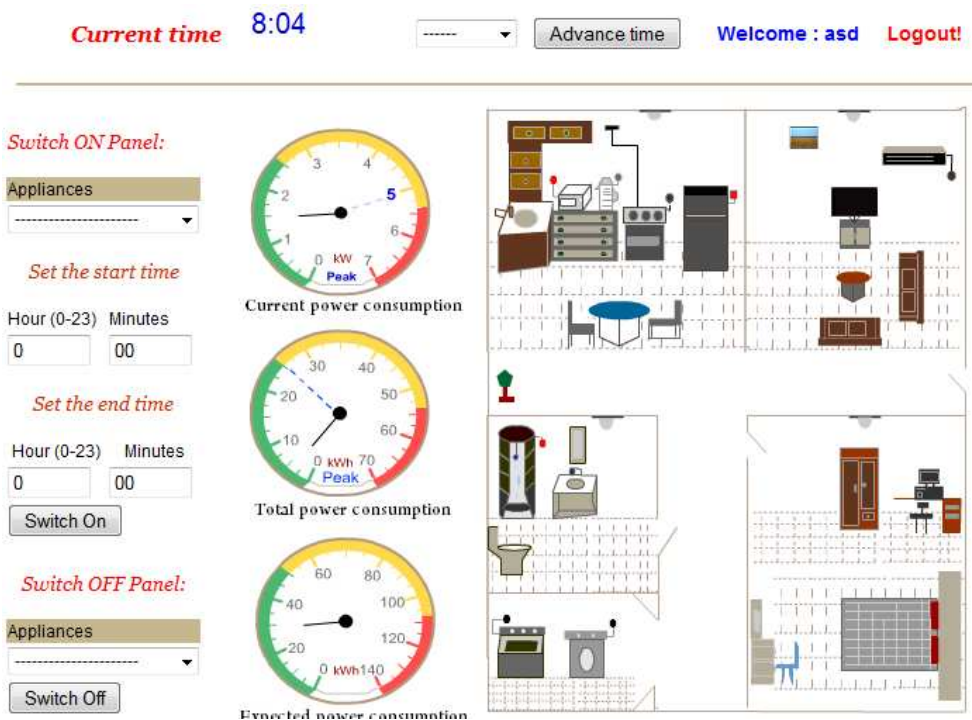 Current time 8:04 ------ Advance time Welcome : asd Logout!
Switch ON Panel:
Appliances
-----------------------
Set the start time
Hour (0-23) Minutes
0 00
Set the end time
Hour (0-23) Minutes
0 00
Switch On
Switch OFF Panel:
Appliances
-----------------------
Switch Off
0 1 2 3 4 5 6 7
kW
Peak
Current power consumption
0 10 20 30 40 50 60 70
kWh
Peak
Total power consumption
0 20 40 60 80 100 120 140
kWh
Expected power consumption